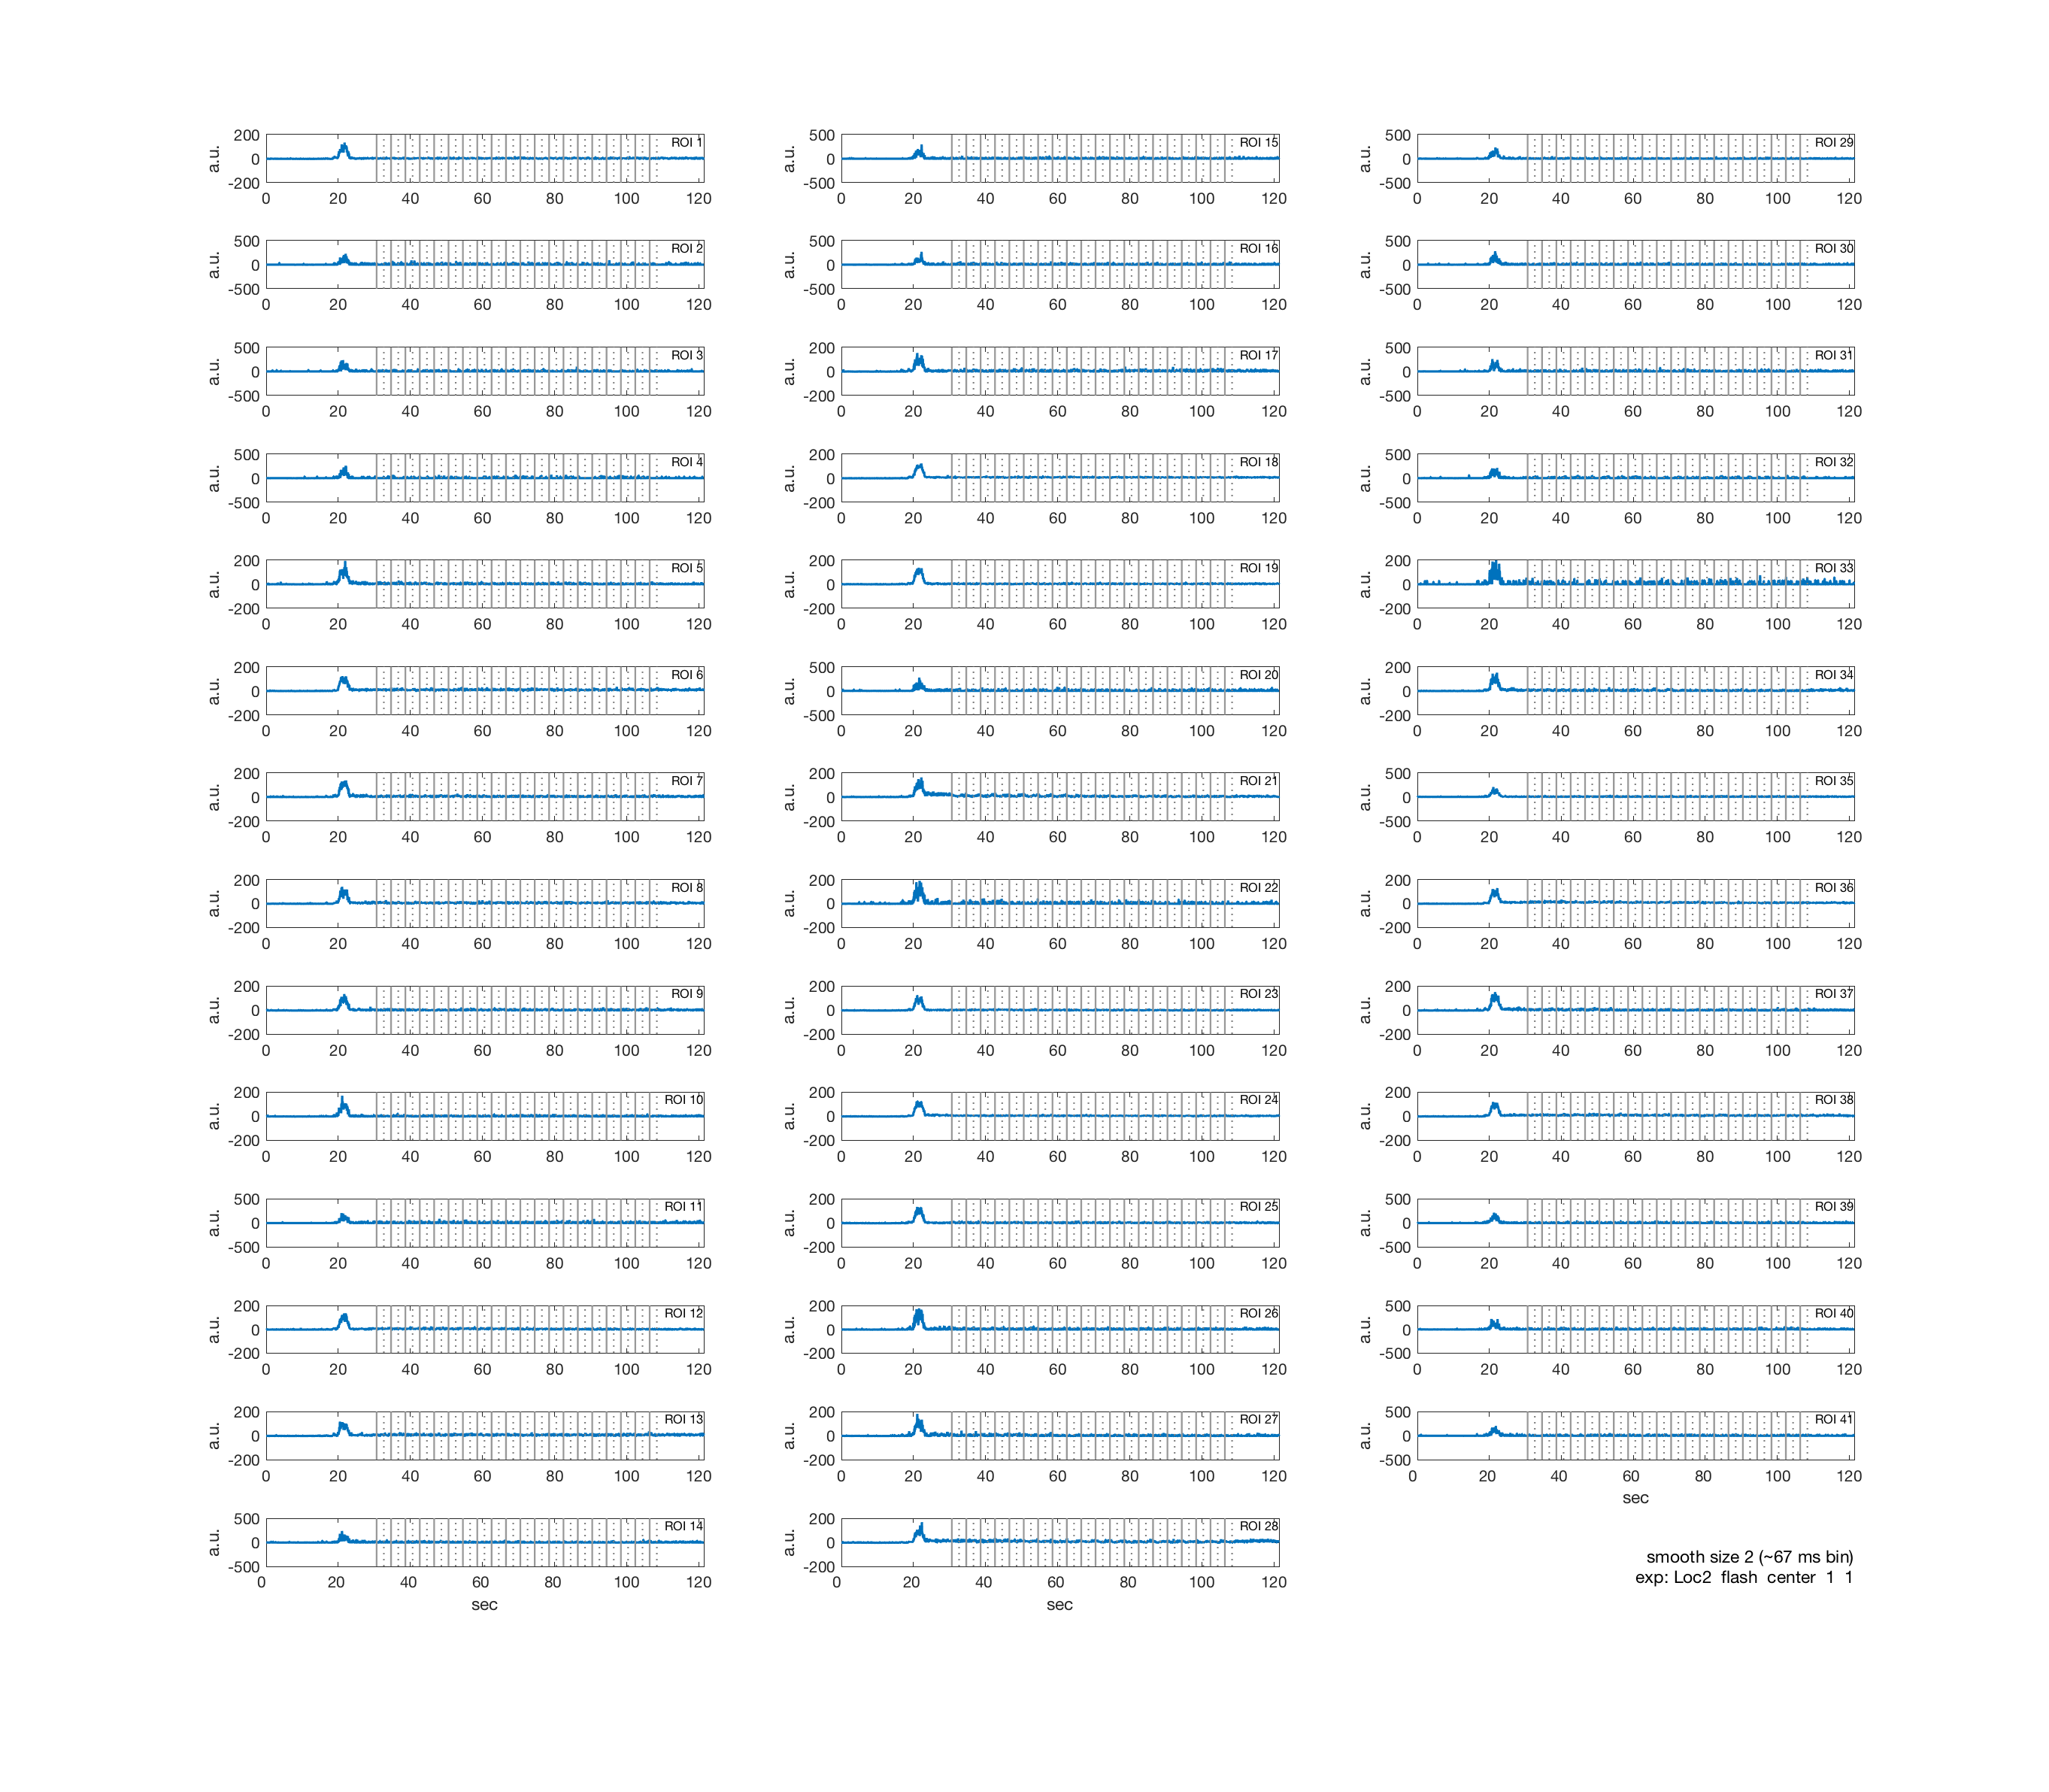 200 ROI 1
a.u. 0
-200
0 20 40 60 80 100 120
500 ROI 2
a.u. 0
-500
0 20 40 60 80 100 120
500 ROI 3
a.u. 0
-500
0 20 40 60 80 100 120
500 ROI 4
a.u. 0
-500
0 20 40 60 80 100 120
200 ROI 5
a.u. 0
-200
0 20 40 60 80 100 120
200 ROI 6
a.u. 0
-200
0 20 40 60 80 100 120
200 ROI 7
a.u. 0
-200
0 20 40 60 80 100 120
200 ROI 8
a.u. 0
-200
0 20 40 60 80 100 120
200 ROI 9
a.u. 0
-200
0 20 40 60 80 100 120
200 ROI 10
a.u. 0
-200
0 20 40 60 80 100 120
500 ROI 11
a.u. 0
-500
0 20 40 60 80 100 120
200 ROI 12
a.u. 0
-200
0 20 40 60 80 100 120
200 ROI 13
a.u. 0
-200
0 20 40 60 80 100 120
500 ROI 14
a.u. 0
-500
0 20 40 60 80 100 120
sec
500 ROI 15
a.u. 0
-500
0 20 40 60 80 100 120
500 ROI 16
a.u. 0
-500
0 20 40 60 80 100 120
200 ROI 17
a.u. 0
-200
0 20 40 60 80 100 120
200 ROI 18
a.u. 0
-200
0 20 40 60 80 100 120
200 ROI 19
a.u. 0
-200
0 20 40 60 80 100 120
500 ROI 20
a.u. 0
-500
0 20 40 60 80 100 120
200 ROI 21
a.u. 0
-200
0 20 40 60 80 100 120
200 ROI 22
a.u. 0
-200
0 20 40 60 80 100 120
200 ROI 23
a.u. 0
-200
0 20 40 60 80 100 120
200 ROI 24
a.u. 0
-200
0 20 40 60 80 100 120
200 ROI 25
a.u. 0
-200
0 20 40 60 80 100 120
200 ROI 26
a.u. 0
-200
0 20 40 60 80 100 120
200 ROI 27
a.u. 0
-200
0 20 40 60 80 100 120
200 ROI 28
a.u. 0
-200
0 20 40 60 80 100 120
sec
500 ROI 29
a.u. 0
-500
0 20 40 60 80 100 120
500 ROI 30
a.u. 0
-500
0 20 40 60 80 100 120
500 ROI 31
a.u. 0
-500
0 20 40 60 80 100 120
500 ROI 32
a.u. 0
-500
0 20 40 60 80 100 120
200 ROI 33
a.u. 0
-200
0 20 40 60 80 100 120
200 ROI 34
a.u. 0
-200
0 20 40 60 80 100 120
500 ROI 35
a.u. 0
-500
0 20 40 60 80 100 120
200 ROI 36
a.u. 0
-200
0 20 40 60 80 100 120
200 ROI 37
a.u. 0
-200
0 20 40 60 80 100 120
200 ROI 38
a.u. 0
-200
0 20 40 60 80 100 120
500 ROI 39
a.u. 0
-500
0 20 40 60 80 100 120
500 ROI 40
a.u. 0
-500
0 20 40 60 80 100 120
500 ROI 41
a.u. 0
-500
0 20 40 60 80 100 120
sec
smooth size 2 (~67 ms bin)
exp: Loc2 flash center 1 1